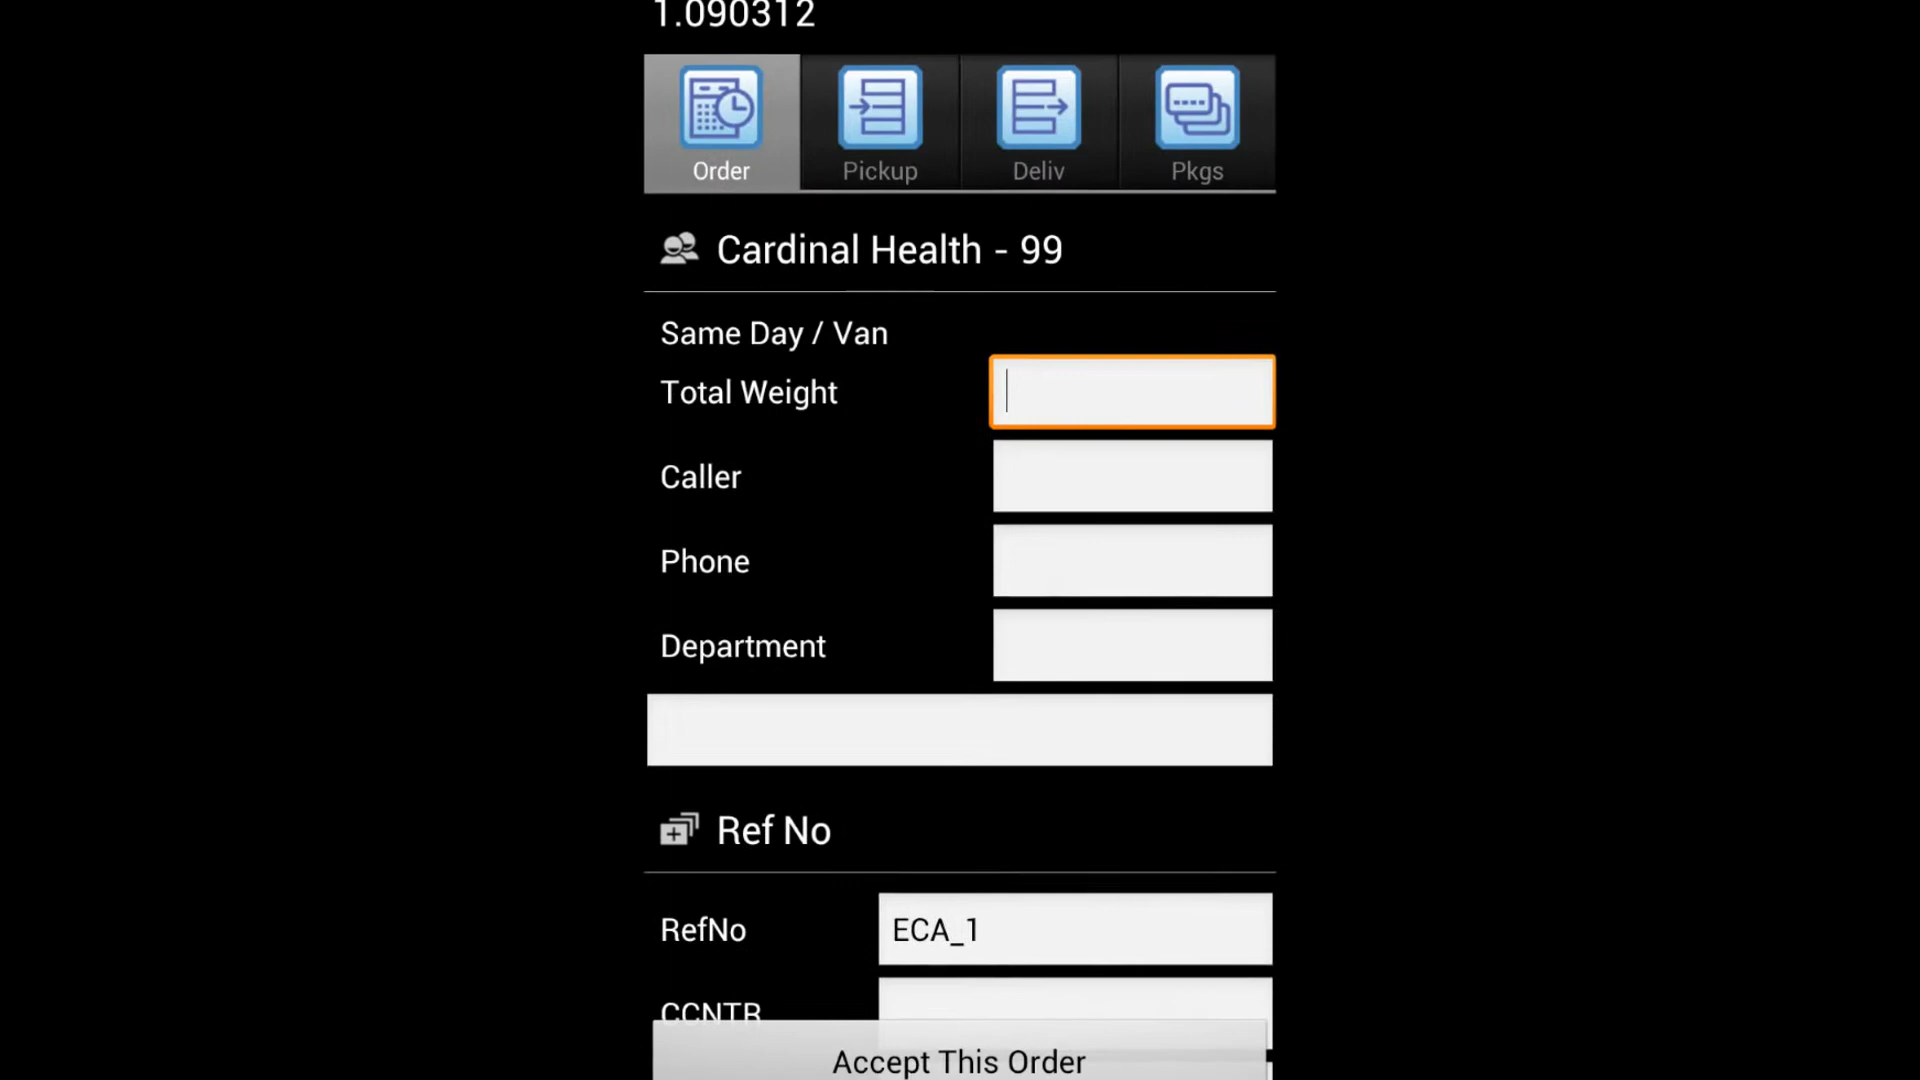 1.090312
Order Pickup Deliv Pkgs
Cardinal Health - 99
Same Day / Van
Total Weight
Caller
Phone
Department
Ref No
RefNo ECA_1
CCNTR
Accept This Order